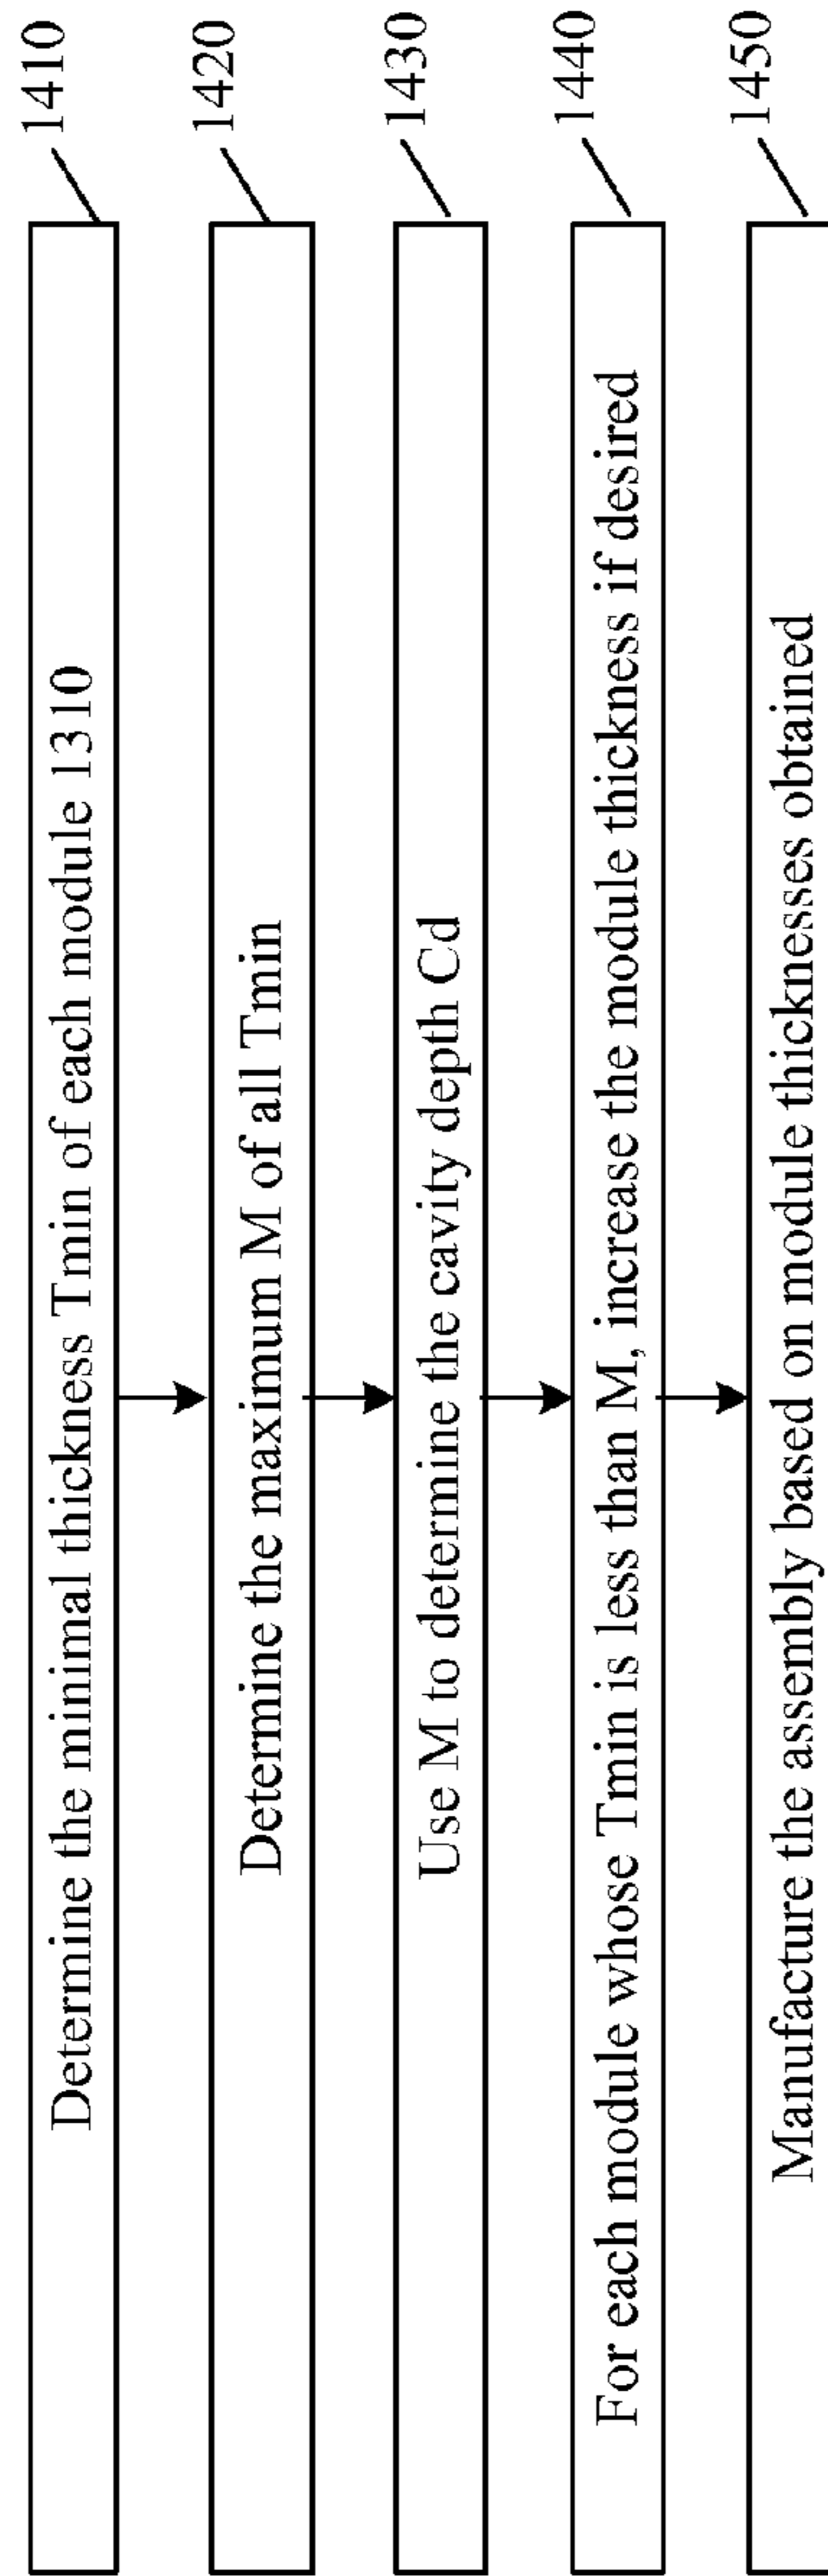 Determine the minimal thickness Tmin of each module 1310
1410
Determine the maximum M of all Tmin
1420
Use M to determine the cavity depth Cd
1430
For each module whose Tmin is less than M, increase the module thickness if desired
1440
Manufacture the assembly based on module thicknesses obtained
1450